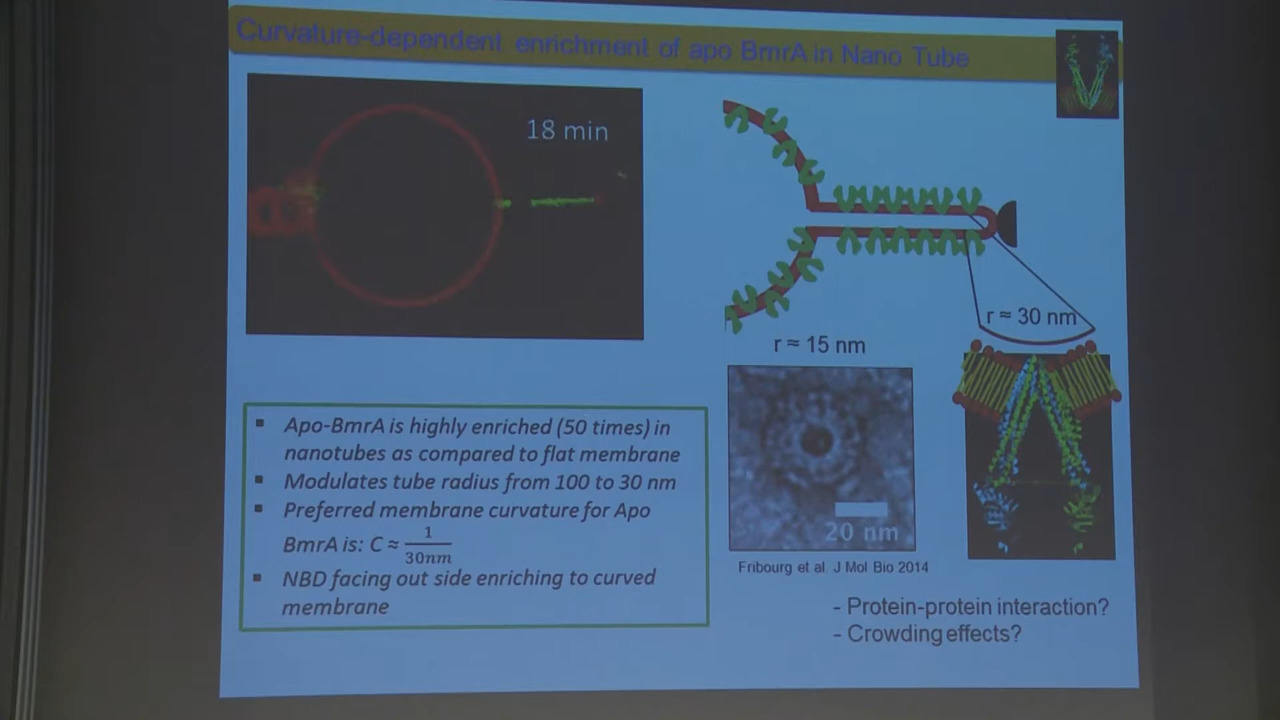 Curvature-dependent enrichment of apo BmrA in Nano Tube
18 min
r ≈ 30 nm
r ≈ 15 nm
20 nm
Fribourg et al. J Mol Bio 2014
▪ Apo-BmrA is highly enriched (50 times) in
nanotubes as compared to flat membrane
▪ Modulates tube radius from 100 to 30 nm
▪ Preferred membrane curvature for Apo
BmrA is: C ≈ 1/30nm
▪ NBD facing out side enriching to curved
membrane
- Protein-protein interaction?
- Crowding effects?